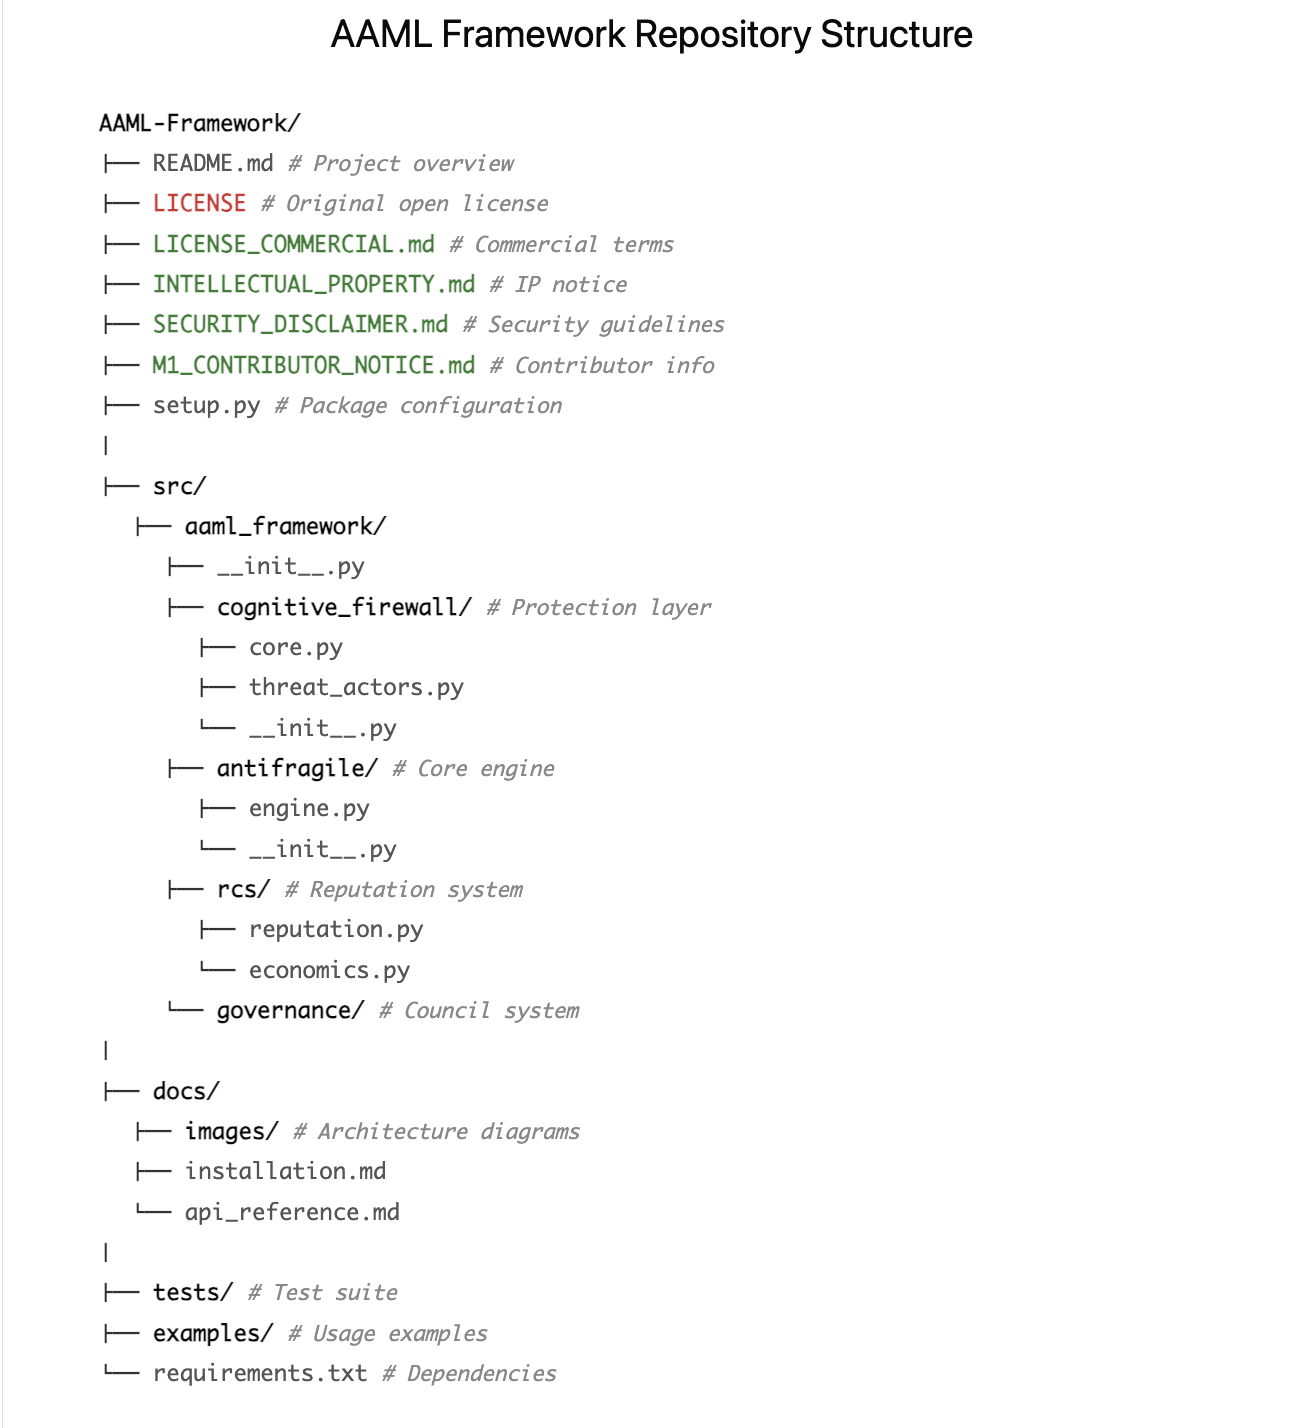 AAML Framework Repository Structure
AAML-Framework/
├── README.md # Project overview
├── LICENSE # Original open license
├── LICENSE_COMMERCIAL.md # Commercial terms
├── INTELLECTUAL_PROPERTY.md # IP notice
├── SECURITY_DISCLAIMER.md # Security guidelines
├── M1_CONTRIBUTOR_NOTICE.md # Contributor info
├── setup.py # Package configuration
|
├── src/
├── aaml_framework/
├── __init__.py
├── cognitive_firewall/ # Protection layer
├── core.py
├── threat_actors.py
└── __init__.py
├── antifragile/ # Core engine
├── engine.py
└── __init__.py
├── rcs/ # Reputation system
├── reputation.py
└── economics.py
└── governance/ # Council system
|
├── docs/
├── images/ # Architecture diagrams
├── installation.md
└── api_reference.md
|
├── tests/ # Test suite
├── examples/ # Usage examples
└── requirements.txt # Dependencies